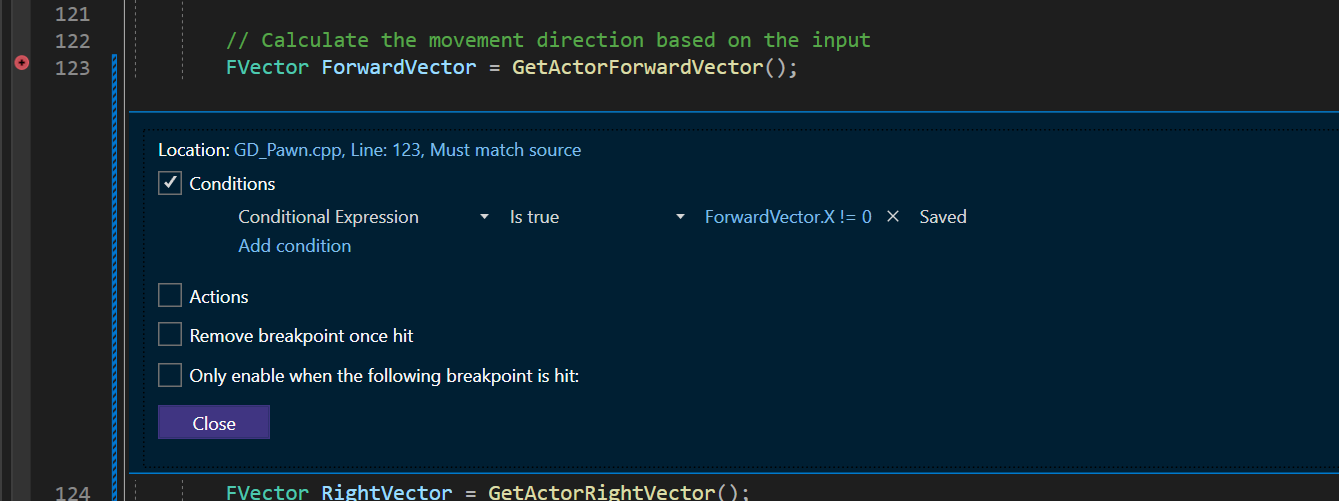 121
122 // Calculate the movement direction based on the input
123 FVector ForwardVector = GetActorForwardVector();
Location: GD_Pawn.cpp, Line: 123, Must match source
Conditions
Conditional Expression Is true ForwardVector.X != 0 Saved
Add condition
Actions
Remove breakpoint once hit
Only enable when the following breakpoint is hit:
Close
124 FVector RightVector = GetActorRightVector();